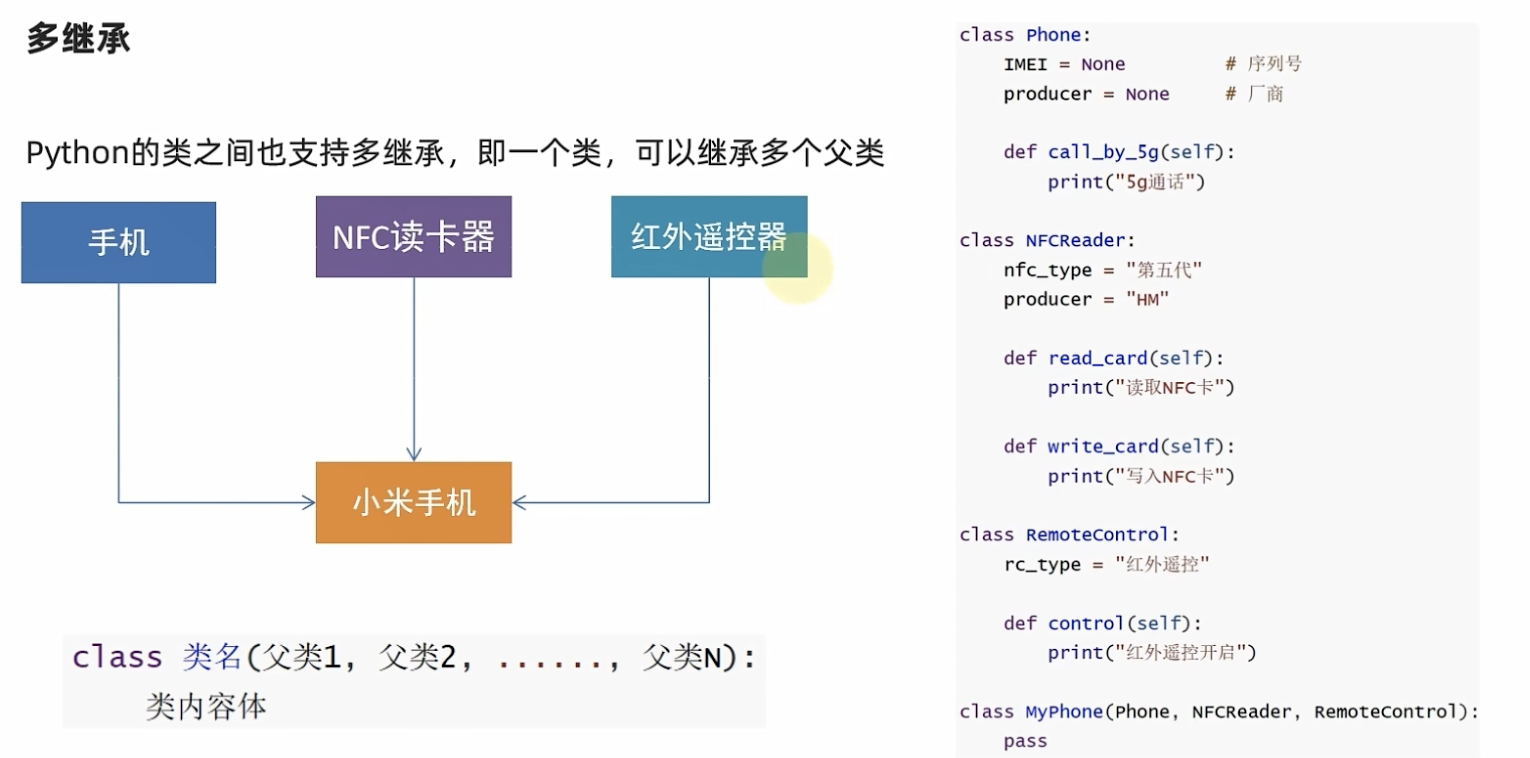 多继承
Python的类之间也支持多继承，即一个类，可以继承多个父类
手机
NFC读卡器
红外遥控器
小米手机
class 类名(父类1, 父类2, ......, 父类N):
    类内容体
class Phone:
    IMEI = None         # 序列号
    producer = None     # 厂商

    def call_by_5g(self):
        print("5g通话")

class NFCReader:
    nfc_type = "第五代"
    producer = "HM"

    def read_card(self):
        print("读取NFC卡")

    def write_card(self):
        print("写入NFC卡")

class RemoteControl:
    rc_type = "红外遥控"

    def control(self):
        print("红外遥控开启")

class MyPhone(Phone, NFCReader, RemoteControl):
    pass